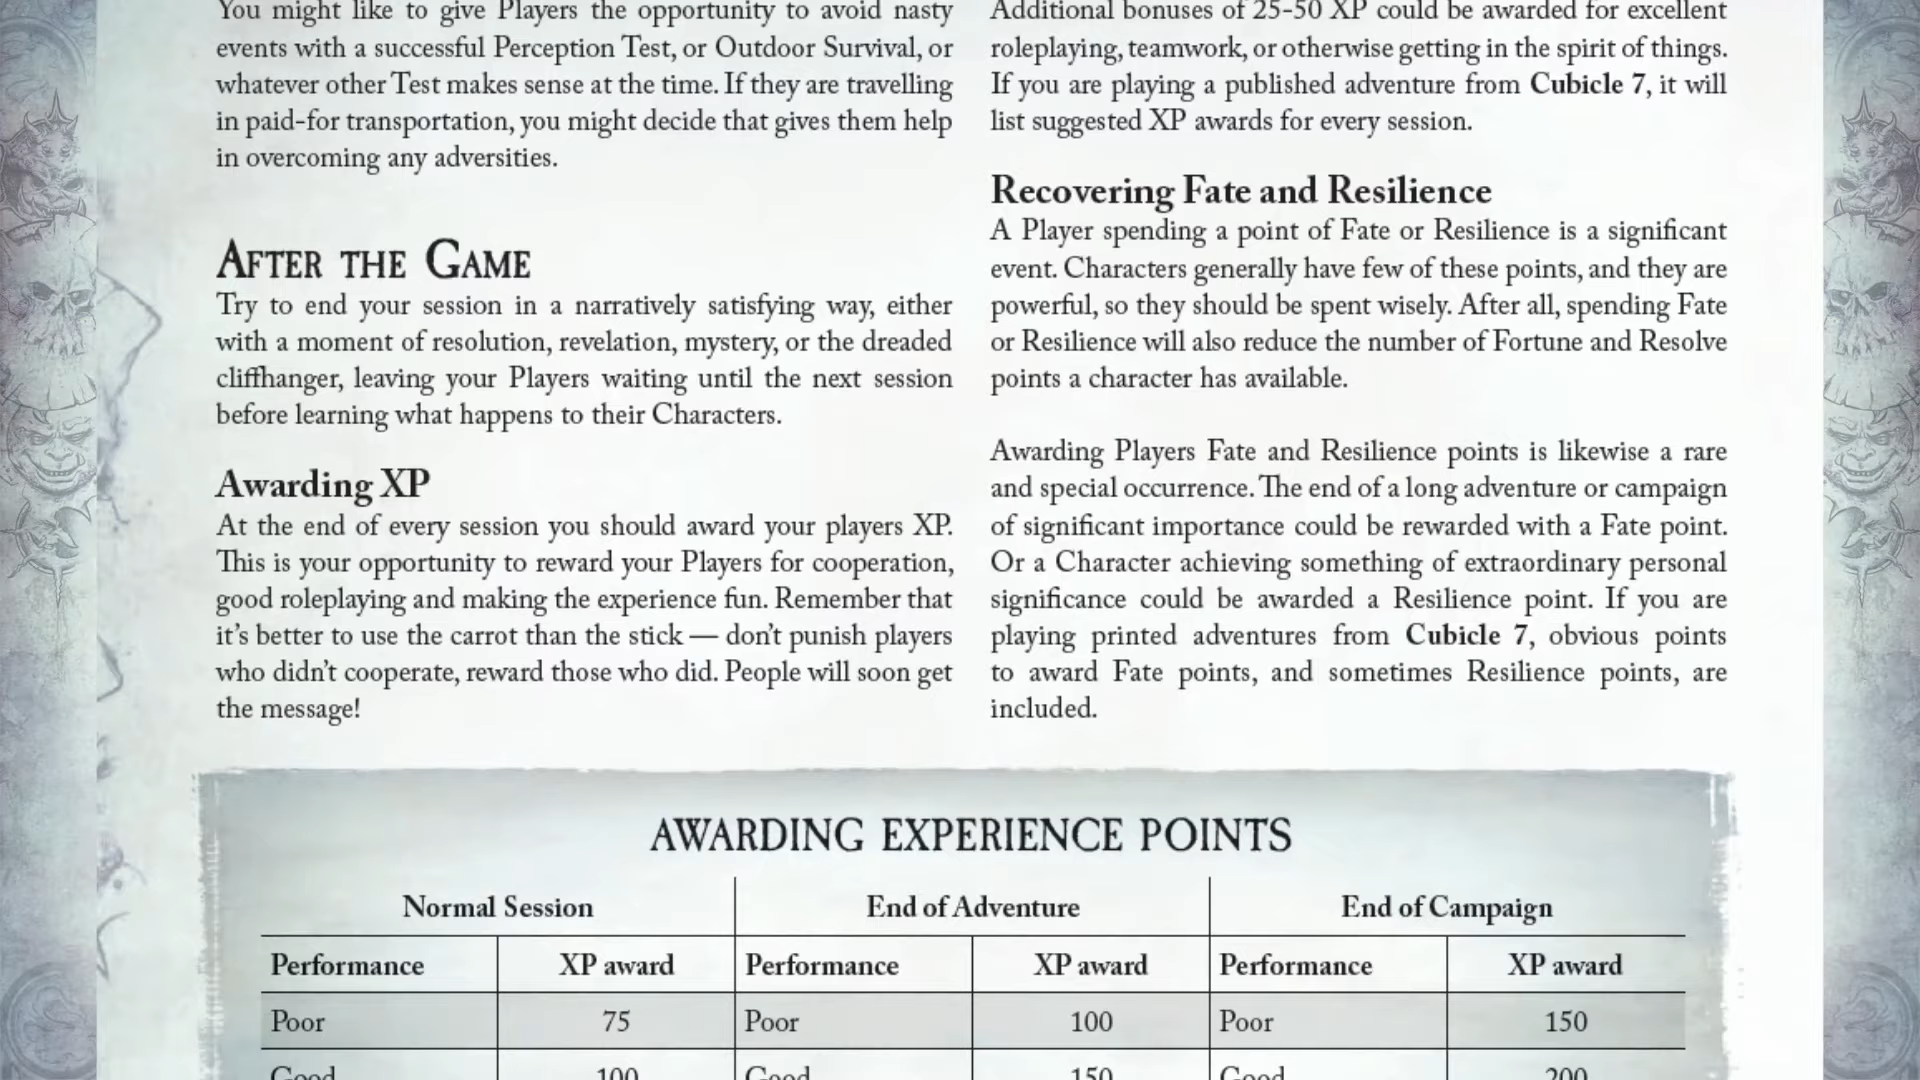 You might like to give Players the opportunity to avoid nasty
events with a successful Perception Test, or Outdoor Survival, or
whatever other Test makes sense at the time. If they are travelling
in paid-for transportation, you might decide that gives them help
in overcoming any adversities.
After the Game
Try to end your session in a narratively satisfying way, either
with a moment of resolution, revelation, mystery, or the dreaded
cliffhanger, leaving your Players waiting until the next session
before learning what happens to their Characters.
Awarding XP
At the end of every session you should award your players XP.
This is your opportunity to reward your Players for cooperation,
good roleplaying and making the experience fun. Remember that
it's better to use the carrot than the stick — don't punish players
who didn't cooperate, reward those who did. People will soon get
the message!
Additional bonuses of 25-50 XP could be awarded for excellent
roleplaying, teamwork, or otherwise getting in the spirit of things.
If you are playing a published adventure from Cubicle 7, it will
list suggested XP awards for every session.
Recovering Fate and Resilience
A Player spending a point of Fate or Resilience is a significant
event. Characters generally have few of these points, and they are
powerful, so they should be spent wisely. After all, spending Fate
or Resilience will also reduce the number of Fortune and Resolve
points a character has available.
Awarding Players Fate and Resilience points is likewise a rare
and special occurrence. The end of a long adventure or campaign
of significant importance could be rewarded with a Fate point.
Or a Character achieving something of extraordinary personal
significance could be awarded a Resilience point. If you are
playing printed adventures from Cubicle 7, obvious points
to award Fate points, and sometimes Resilience points, are
included.
AWARDING EXPERIENCE POINTS
Normal Session End of Adventure End of Campaign
Performance XP award Performance XP award Performance XP award
Poor 75 Poor 100 Poor 150
Good 100 Good 150 Good 200